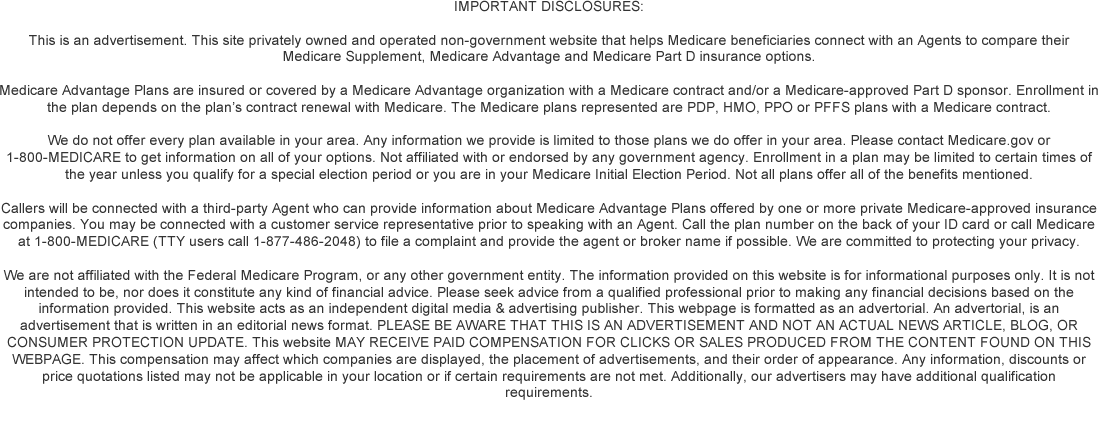 IMPORTANT DISCLOSURES:
This is an advertisement. This site privately owned and operated non-government website that helps Medicare beneficiaries connect with an Agents to compare their
Medicare Supplement, Medicare Advantage and Medicare Part D insurance options.
Medicare Advantage Plans are insured or covered by a Medicare Advantage organization with a Medicare contract and/or a Medicare-approved Part D sponsor. Enrollment in
the plan depends on the plan's contract renewal with Medicare. The Medicare plans represented are PDP, HMO, PPO or PFFS plans with a Medicare contract.
We do not offer every plan available in your area. Any information we provide is limited to those plans we do offer in your area. Please contact Medicare.gov or
1-800-MEDICARE to get information on all of your options. Not affiliated with or endorsed by any government agency. Enrollment in a plan may be limited to certain times of
the year unless you qualify for a special election period or you are in your Medicare Initial Election Period. Not all plans offer all of the benefits mentioned.
Callers will be connected with a third-party Agent who can provide information about Medicare Advantage Plans offered by one or more private Medicare-approved insurance
companies. You may be connected with a customer service representative prior to speaking with an Agent. Call the plan number on the back of your ID card or call Medicare
at 1-800-MEDICARE (TTY users call 1-877-486-2048) to file a complaint and provide the agent or broker name if possible. We are committed to protecting your privacy.
We are not affiliated with the Federal Medicare Program, or any other government entity. The information provided on this website is for informational purposes only. It is not
intended to be, nor does it constitute any kind of financial advice. Please seek advice from a qualified professional prior to making any financial decisions based on the
information provided. This website acts as an independent digital media & advertising publisher. This webpage is formatted as an advertorial. An advertorial, is an
advertisement that is written in an editorial news format. PLEASE BE AWARE THAT THIS IS AN ADVERTISEMENT AND NOT AN ACTUAL NEWS ARTICLE, BLOG, OR
CONSUMER PROTECTION UPDATE. This website MAY RECEIVE PAID COMPENSATION FOR CLICKS OR SALES PRODUCED FROM THE CONTENT FOUND ON THIS
WEBPAGE. This compensation may affect which companies are displayed, the placement of advertisements, and their order of appearance. Any information, discounts or
price quotations listed may not be applicable in your location or if certain requirements are not met. Additionally, our advertisers may have additional qualification
requirements.